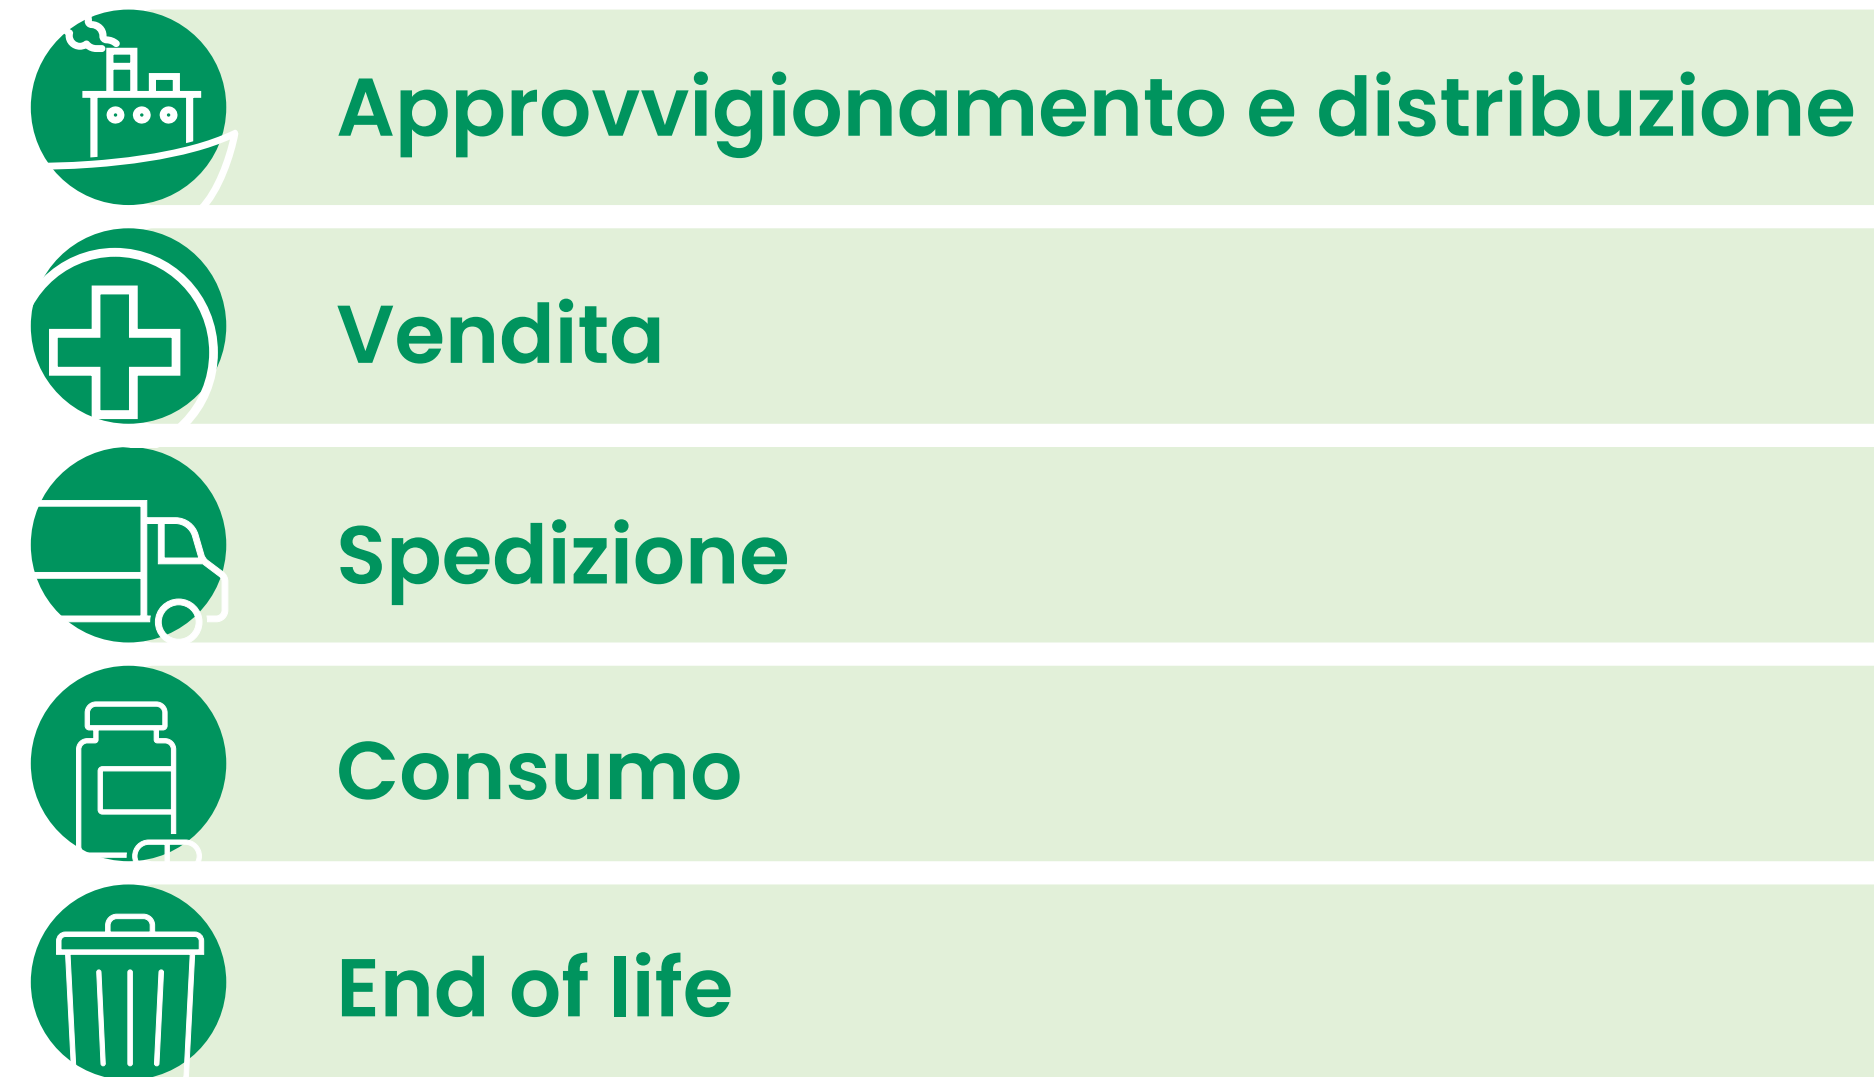 Approvvigionamento e distribuzione
Vendita
Spedizione
Consumo
End of life